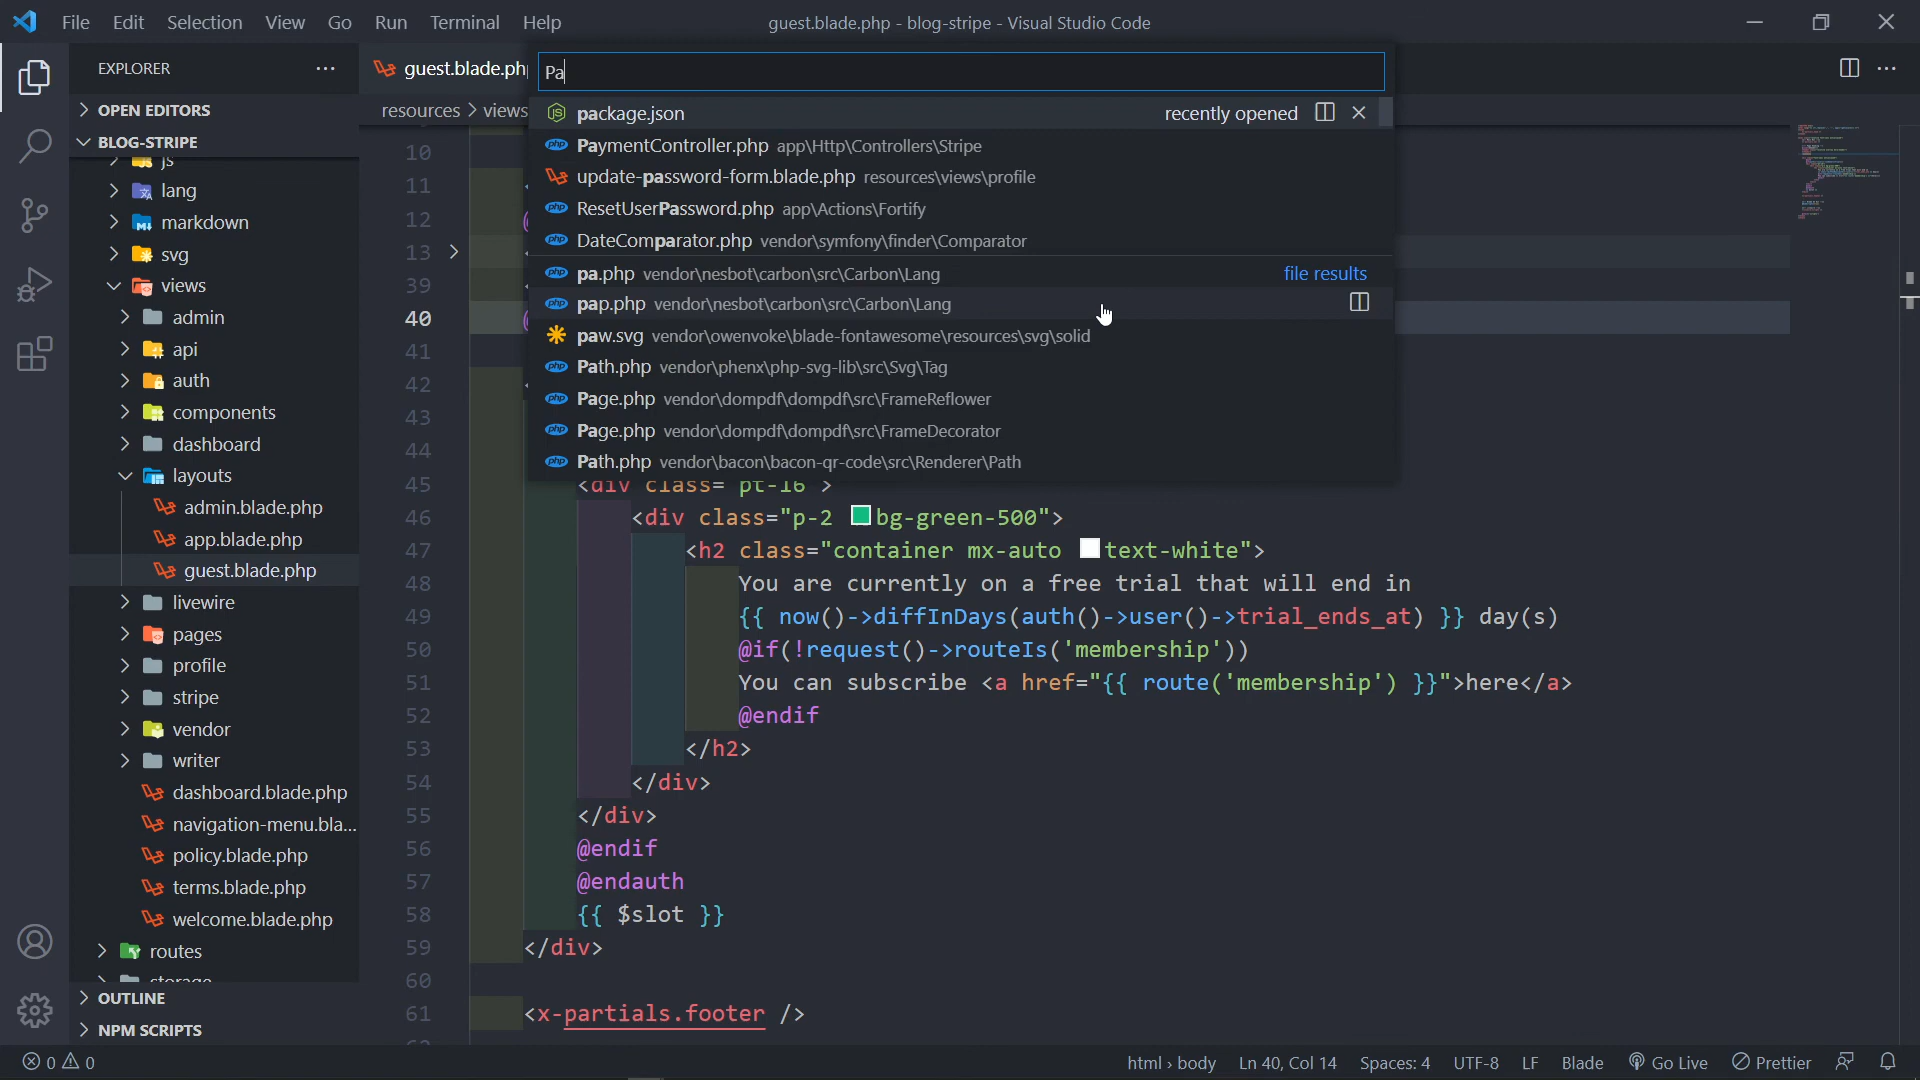 File Edit Selection View Go Run Terminal Help
guest.blade.php - blog-stripe - Visual Studio Code
EXPLORER
OPEN EDITORS
BLOG-STRIPE
js
lang
markdown
svg
views
admin
api
auth
components
dashboard
layouts
admin.blade.php
app.blade.php
guest.blade.php
livewire
pages
profile
stripe
vendor
writer
dashboard.blade.php
navigation-menu.bla...
policy.blade.php
terms.blade.php
welcome.blade.php
routes
storage
OUTLINE
NPM SCRIPTS
guest.blade.ph
resources > views
Pa
package.json recently opened
PaymentController.php app\Http\Controllers\Stripe
update-password-form.blade.php resources\views\profile
ResetUserPassword.php app\Actions\Fortify
DateComparator.php vendor\symfony\finder\Comparator
pa.php vendor\nesbot\carbon\src\Carbon\Lang file results
pap.php vendor\nesbot\carbon\src\Carbon\Lang
paw.svg vendor\owenvoke\blade-fontawesome\resources\svg\solid
Path.php vendor\phenx\php-svg-lib\src\Svg\Tag
Page.php vendor\dompdf\dompdf\src\FrameReflower
Page.php vendor\dompdf\dompdf\src\FrameDecorator
Path.php vendor\bacon\bacon-qr-code\src\Renderer\Path
10
11
12
13
39
40
41
42
43
44
45 <div class="pt-16">
46 <div class="p-2 bg-green-500">
47 <h2 class="container mx-auto text-white">
48 You are currently on a free trial that will end in
49 {{ now()->diffInDays(auth()->user()->trial_ends_at) }} day(s)
50 @if(!request()->routeIs('membership'))
51 You can subscribe <a href="{{ route('membership') }}">here</a>
52 @endif
53 </h2>
54 </div>
55 </div>
56 @endif
57 @endauth
58 {{ $slot }}
59 </div>
60
61 <x-partials.footer />
0 0
html > body Ln 40, Col 14 Spaces: 4 UTF-8 LF Blade Go Live Prettier